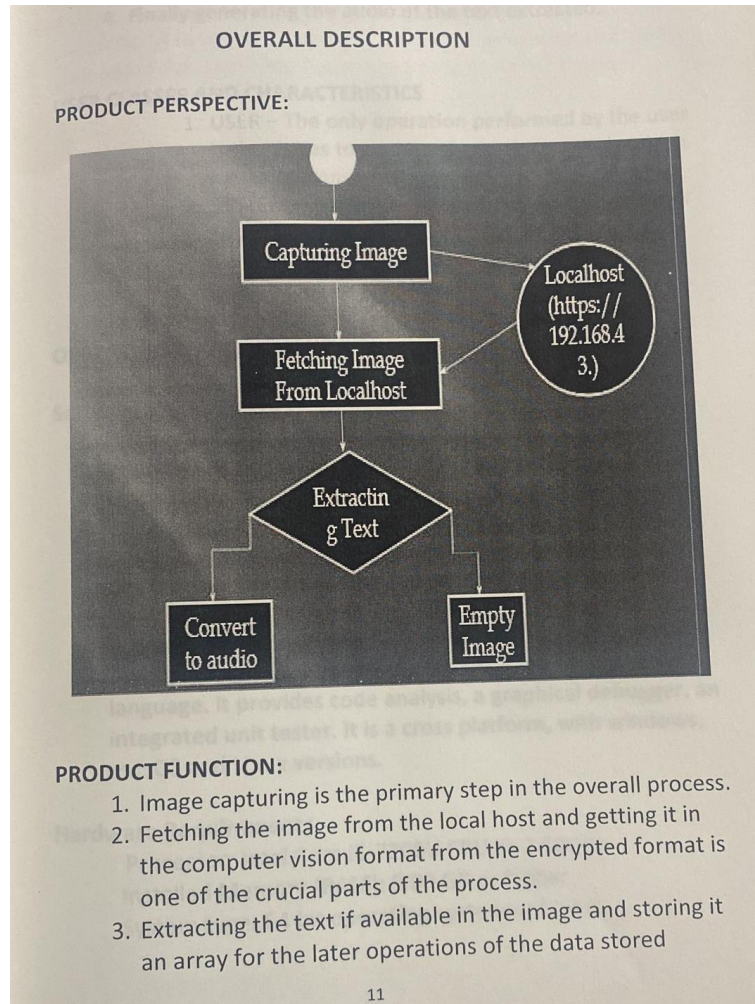 OVERALL DESCRIPTION
PRODUCT PERSPECTIVE:
Capturing Image
Localhost
(https://
192.168.4
3.)
Fetching Image
From Localhost
Extractin
g Text
Convert
to audio
Empty
Image
PRODUCT FUNCTION:
1. Image capturing is the primary step in the overall process.
2. Fetching the image from the local host and getting it in
the computer vision format from the encrypted format is
one of the crucial parts of the process.
3. Extracting the text if available in the image and storing it
an array for the later operations of the data stored
11